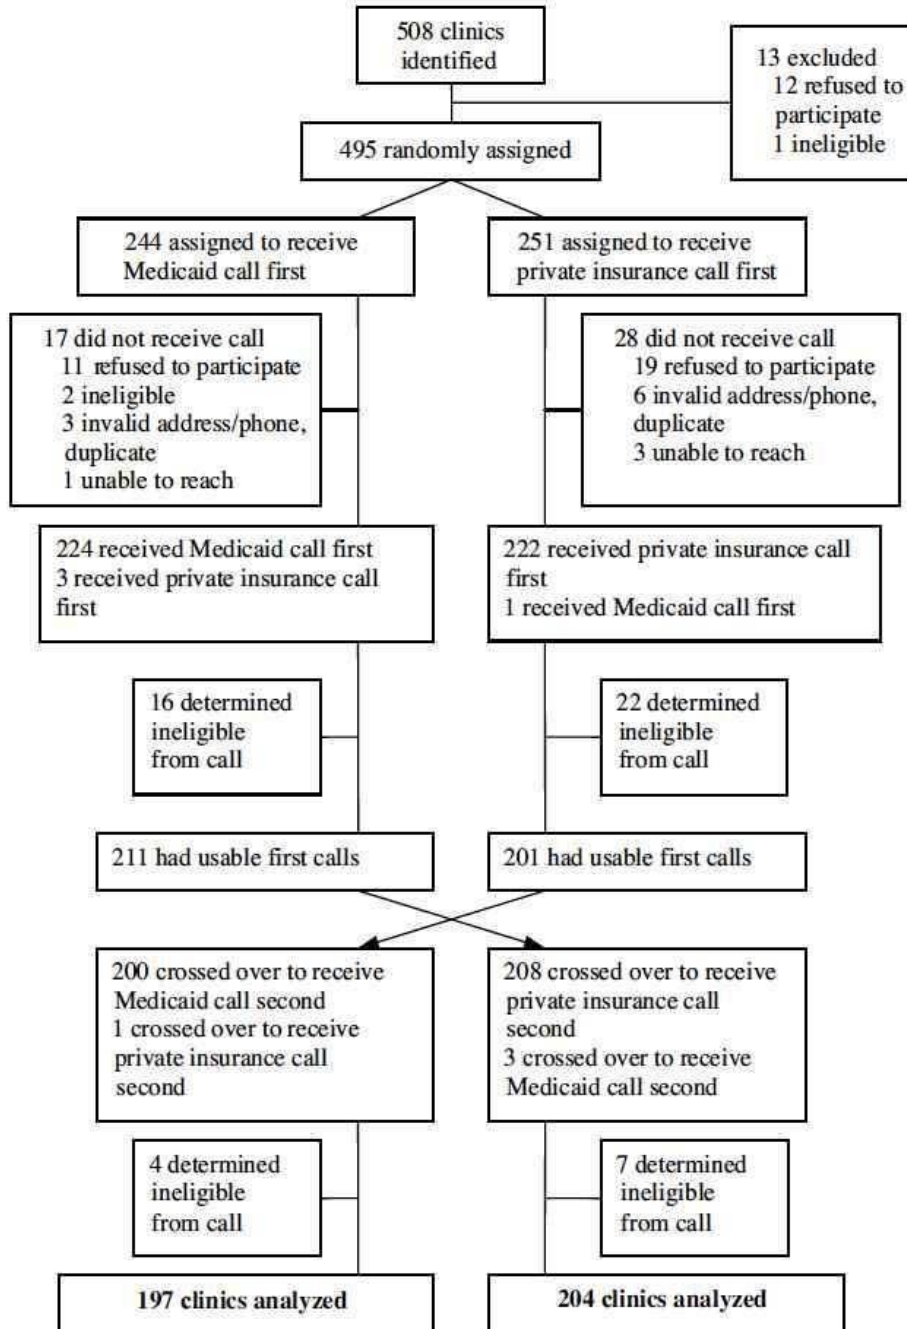 508 clinics
identified
13 excluded
12 refused to
participate
1 ineligible
495 randomly assigned
244 assigned to receive
Medicaid call first
251 assigned to receive
private insurance call first
17 did not receive call
11 refused to participate
2 ineligible
3 invalid address/phone,
duplicate
1 unable to reach
28 did not receive call
19 refused to participate
6 invalid address/phone,
duplicate
3 unable to reach
224 received Medicaid call first
3 received private insurance call
first
222 received private insurance call
first
1 received Medicaid call first
16 determined
ineligible
from call
22 determined
ineligible
from call
211 had usable first calls
201 had usable first calls
200 crossed over to receive
Medicaid call second
1 crossed over to receive
private insurance call
second
208 crossed over to receive
private insurance call
second
3 crossed over to receive
Medicaid call second
4 determined
ineligible
from call
7 determined
ineligible
from call
197 clinics analyzed
204 clinics analyzed